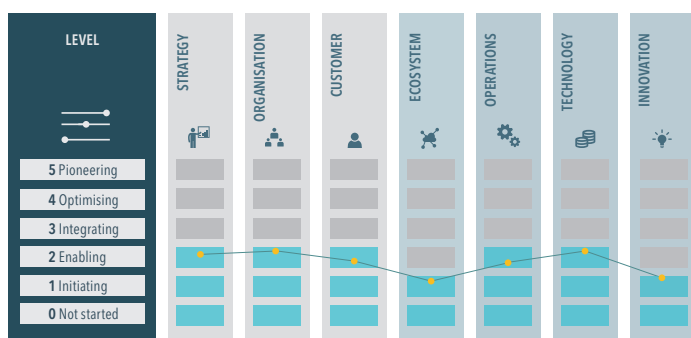 LEVEL
STRATEGY
ORGANISATION
CUSTOMER
ECOSYSTEM
OPERATIONS
TECHNOLOGY
INNOVATION
5 Pioneering
4 Optimising
3 Integrating
2 Enabling
1 Initiating
0 Not started